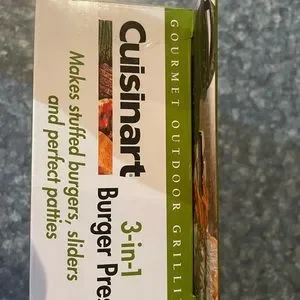 GOURMET OUTDOOR GRILLI
Cuisinart
3-in-1
Burger Pres
Makes stuffed burgers, sliders
and perfect patties